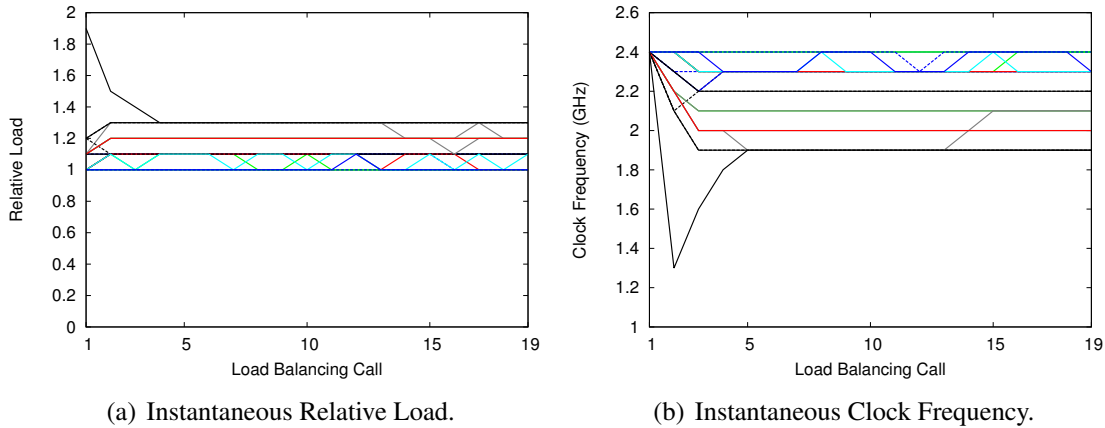 2
1.8
1.6
1.4
1.2
1
0.8
0.6
0.4
0.2
0
1 5 10 15 19
Relative Load
Load Balancing Call
(a) Instantaneous Relative Load.
2.6
2.4
2.2
2
1.8
1.6
1.4
1.2
1
1 5 10 15 19
Clock Frequency (GHz)
Load Balancing Call
(b) Instantaneous Clock Frequency.